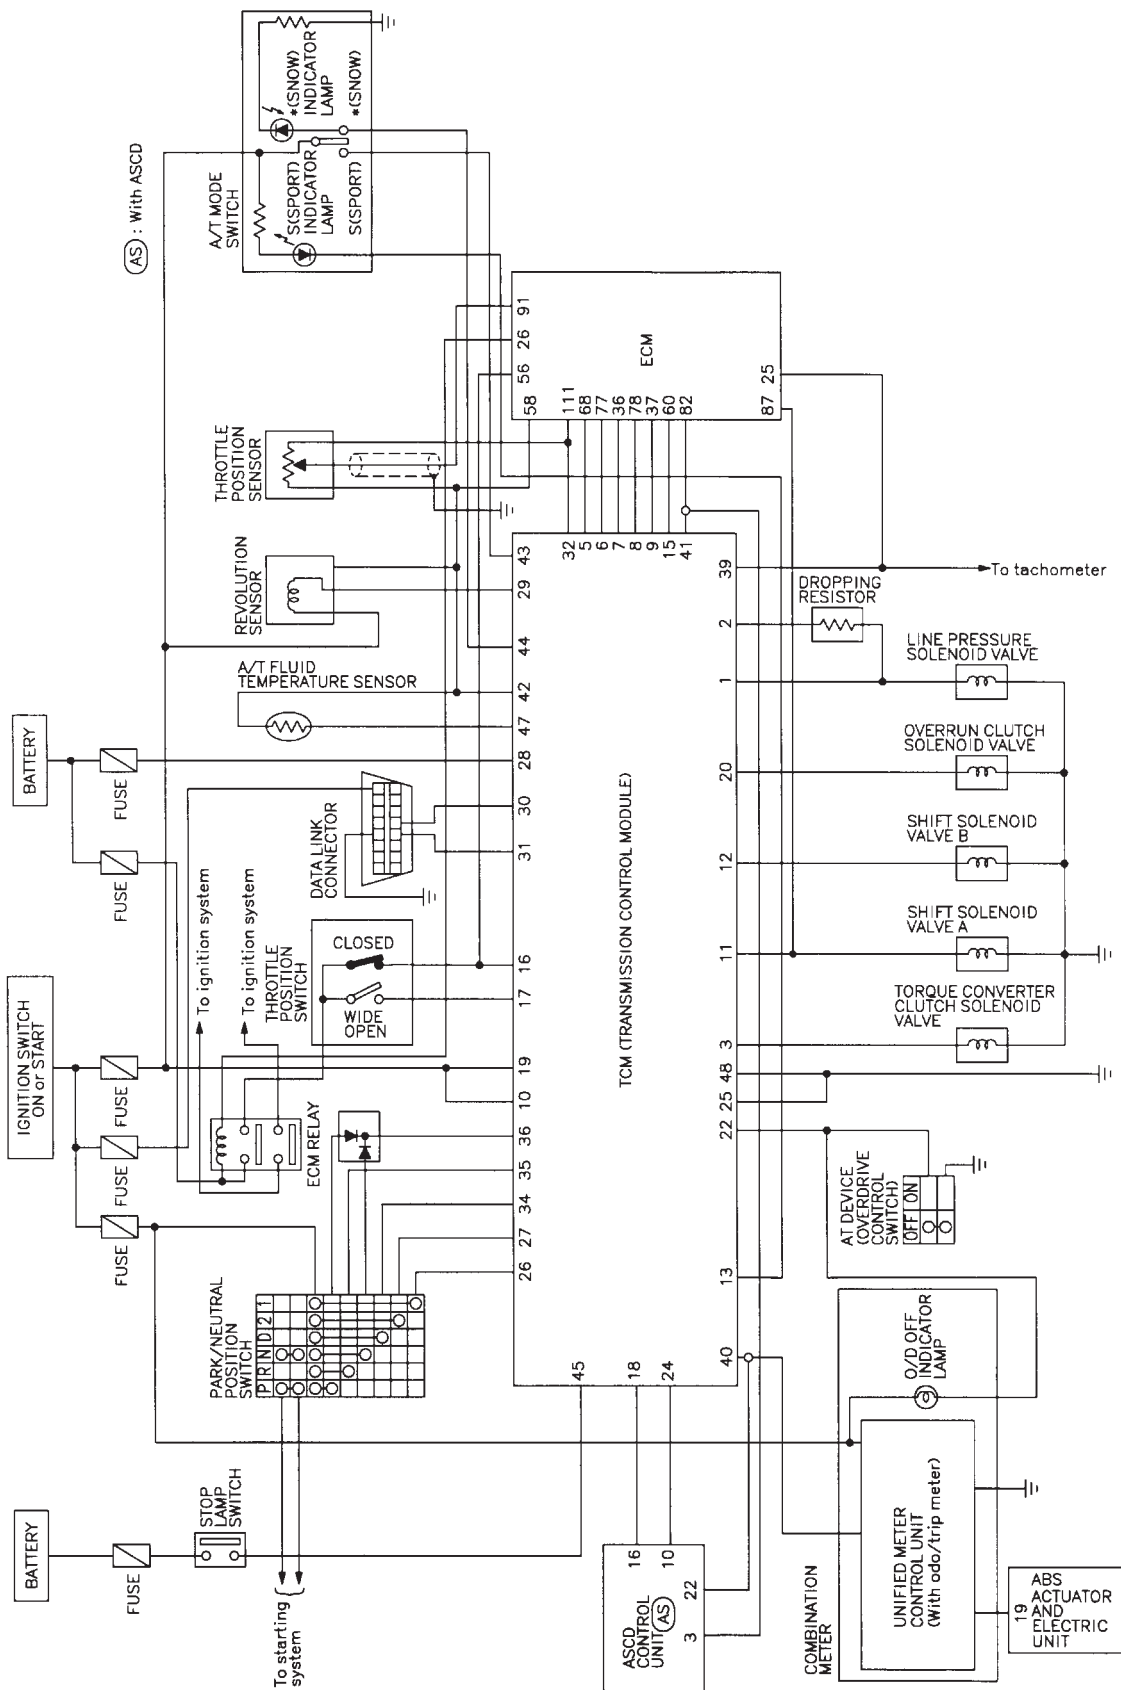 (AS) : With ASCD
A/T MODE
SWITCH
S(SPORT)
INDICATOR
LAMP
*(SNOW)
INDICATOR
LAMP
S(SPORT)
*(SNOW)
THROTTLE
POSITION
SENSOR
REVOLUTION
SENSOR
A/T FLUID
TEMPERATURE SENSOR
BATTERY
FUSE
FUSE
DATA LINK
CONNECTOR
To ignition system
To ignition system
THROTTLE
POSITION
SWITCH
CLOSED
WIDE
OPEN
IGNITION SWITCH
ON or START
FUSE
FUSE
FUSE
ECM RELAY
PARK/NEUTRAL
POSITION
SWITCH
P R N D 2 1
BATTERY
FUSE
STOP
LAMP
SWITCH
To starting
system
ECM
58
56
26
91
111
68
77
36
78
37
60
82
87
25
TCM (TRANSMISSION CONTROL MODULE)
43
29
44
42
47
28
30
31
16
17
19
10
36
35
34
27
26
32
5
6
7
8
9
15
41
39
2
1
20
12
11
3
48
25
22
13
40
45
18
24
To tachometer
DROPPING
RESISTOR
LINE PRESSURE
SOLENOID VALVE
OVERRUN CLUTCH
SOLENOID VALVE
SHIFT SOLENOID
VALVE B
SHIFT SOLENOID
VALVE A
TORQUE CONVERTER
CLUTCH SOLENOID
VALVE
AT DEVICE
(OVERDRIVE
CONTROL
SWITCH)
OFF ON
O/D OFF
INDICATOR
LAMP
ASCD
CONTROL
UNIT (AS)
16
10
22
3
COMBINATION
METER
UNIFIED METER
CONTROL UNIT
(With odo/trip meter)
19
ABS
ACTUATOR
AND
ELECTRIC
UNIT